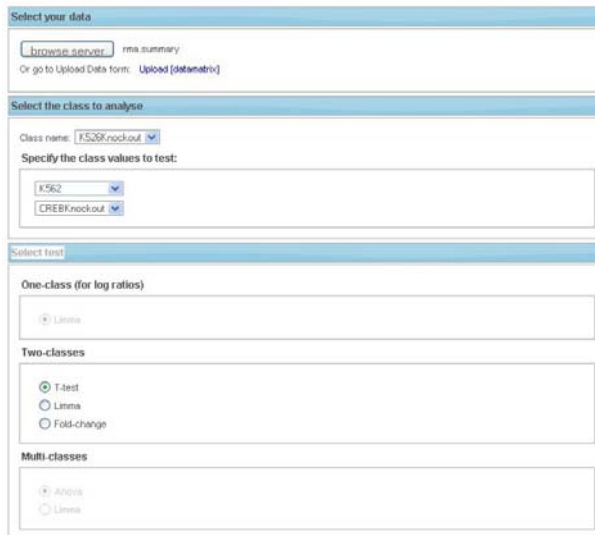 Select your data
browse server rma.summary
Or go to Upload Data form: Upload [datamatrix]
Select the class to analyse
Class name: K526Knockout
Specify the class values to test:
K562
CREBKnockout
Select test
One-class (for log ratios)
Limma
Two-classes
T-test
Limma
Fold-change
Multi-classes
Anova
Limma